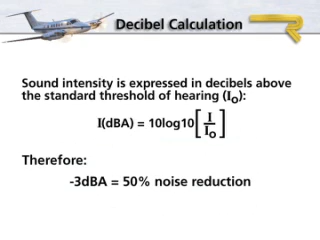 Decibel Calculation
Sound intensity is expressed in decibels above
the standard threshold of hearing (Io):
I(dBA) = 10log10[I/Io]
Therefore:
-3dBA = 50% noise reduction